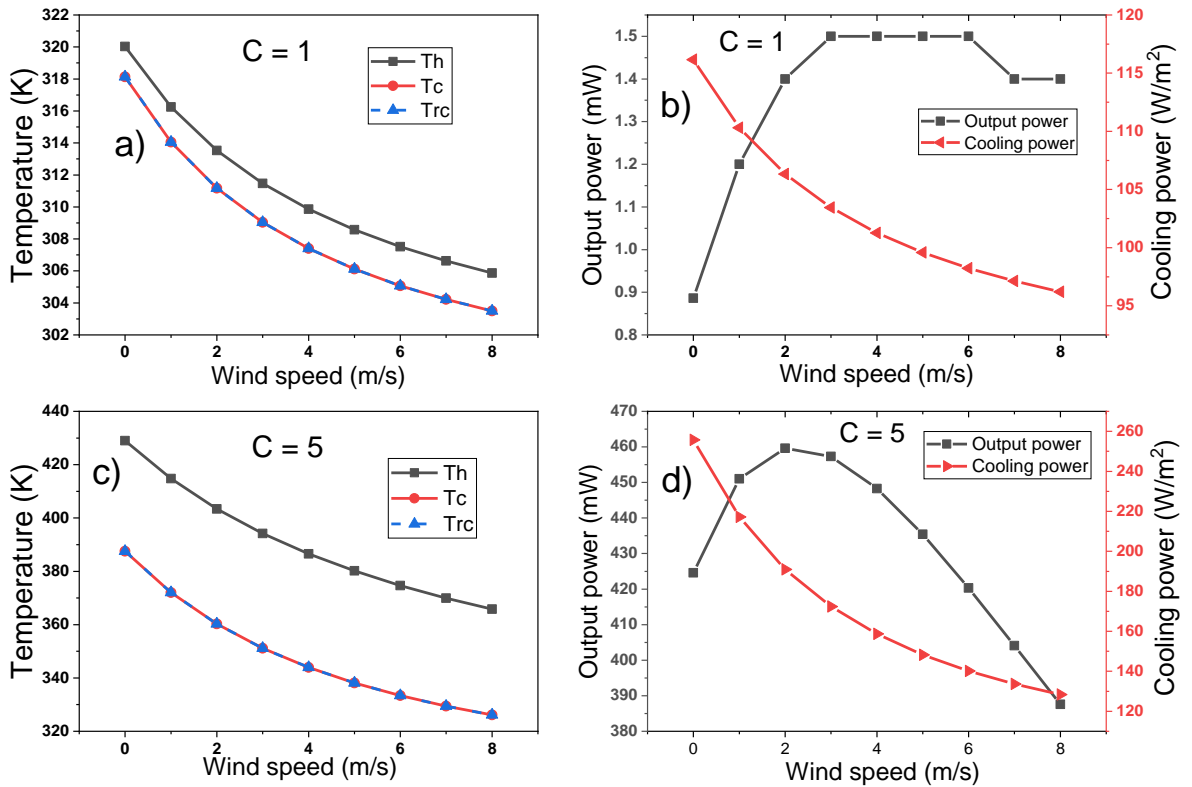 C = 1
a)
Th
Tc
Trc
Temperature (K)
322
320
318
316
314
312
310
308
306
304
302
0 2 4 6 8
Wind speed (m/s)
C = 1
b)
Output power
Cooling power
Output power (mW)
1.5
1.4
1.3
1.2
1.1
1.0
0.9
0.8
Cooling power (W/m²)
120
115
110
105
100
95
0 2 4 6 8
Wind speed (m/s)
C = 5
c)
Th
Tc
Trc
Temperature (K)
440
420
400
380
360
340
320
0 2 4 6 8
Wind speed (m/s)
C = 5
d)
Output power
Cooling power
Output power (mW)
470
460
450
440
430
420
410
400
390
380
Cooling power (W/m²)
260
240
220
200
180
160
140
120
0 2 4 6 8
Wind speed (m/s)